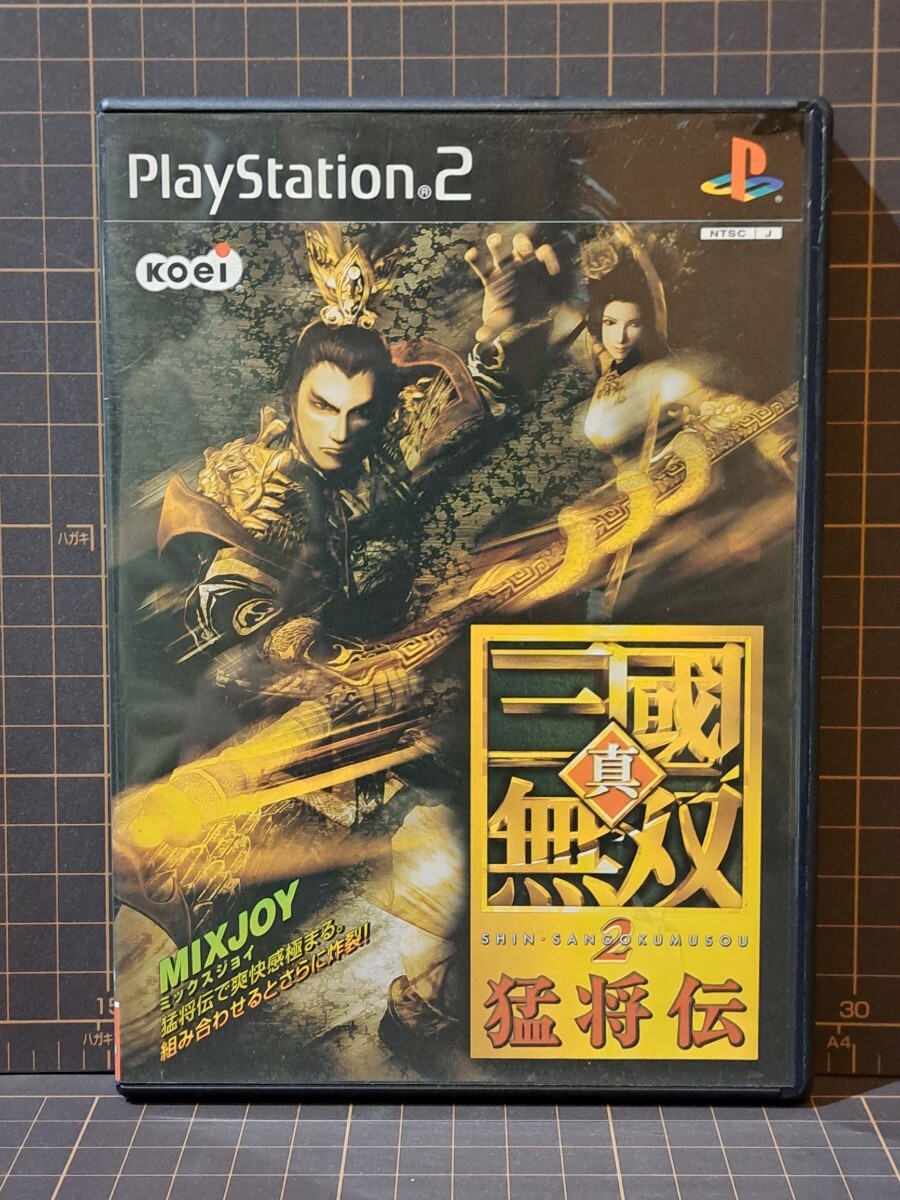 PlayStation®2
NTSC J
KOEI
ハガキ
三國
真
無双
2
SHIN・SANGOKUMUSOU
猛将伝
MIXJOY
ミックスジョイ
猛将伝で爽快感極まる。
組み合わせるとさらに炸裂!
15
ハガキ
30
A4